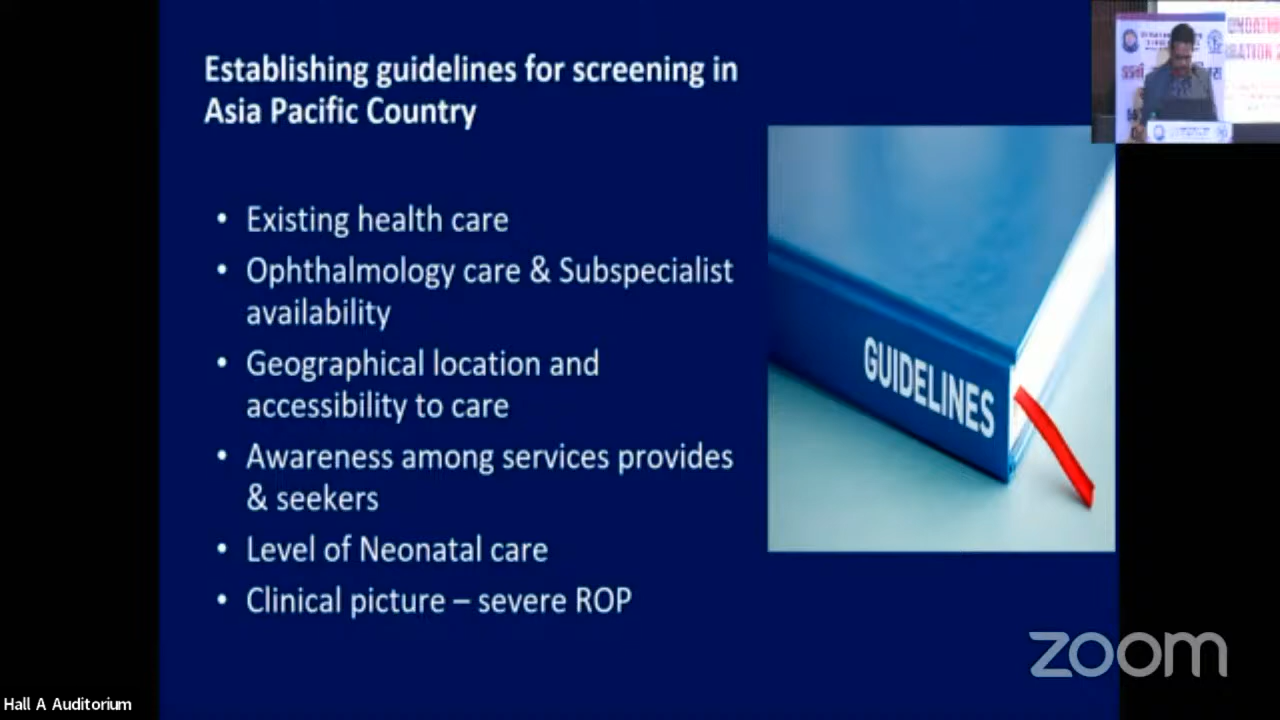 Establishing guidelines for screening in
Asia Pacific Country
• Existing health care
• Ophthalmology care & Subspecialist
availability
• Geographical location and
accessibility to care
• Awareness among services provides
& seekers
• Level of Neonatal care
• Clinical picture – severe ROP
GUIDELINES
zoom
Hall A Auditorium